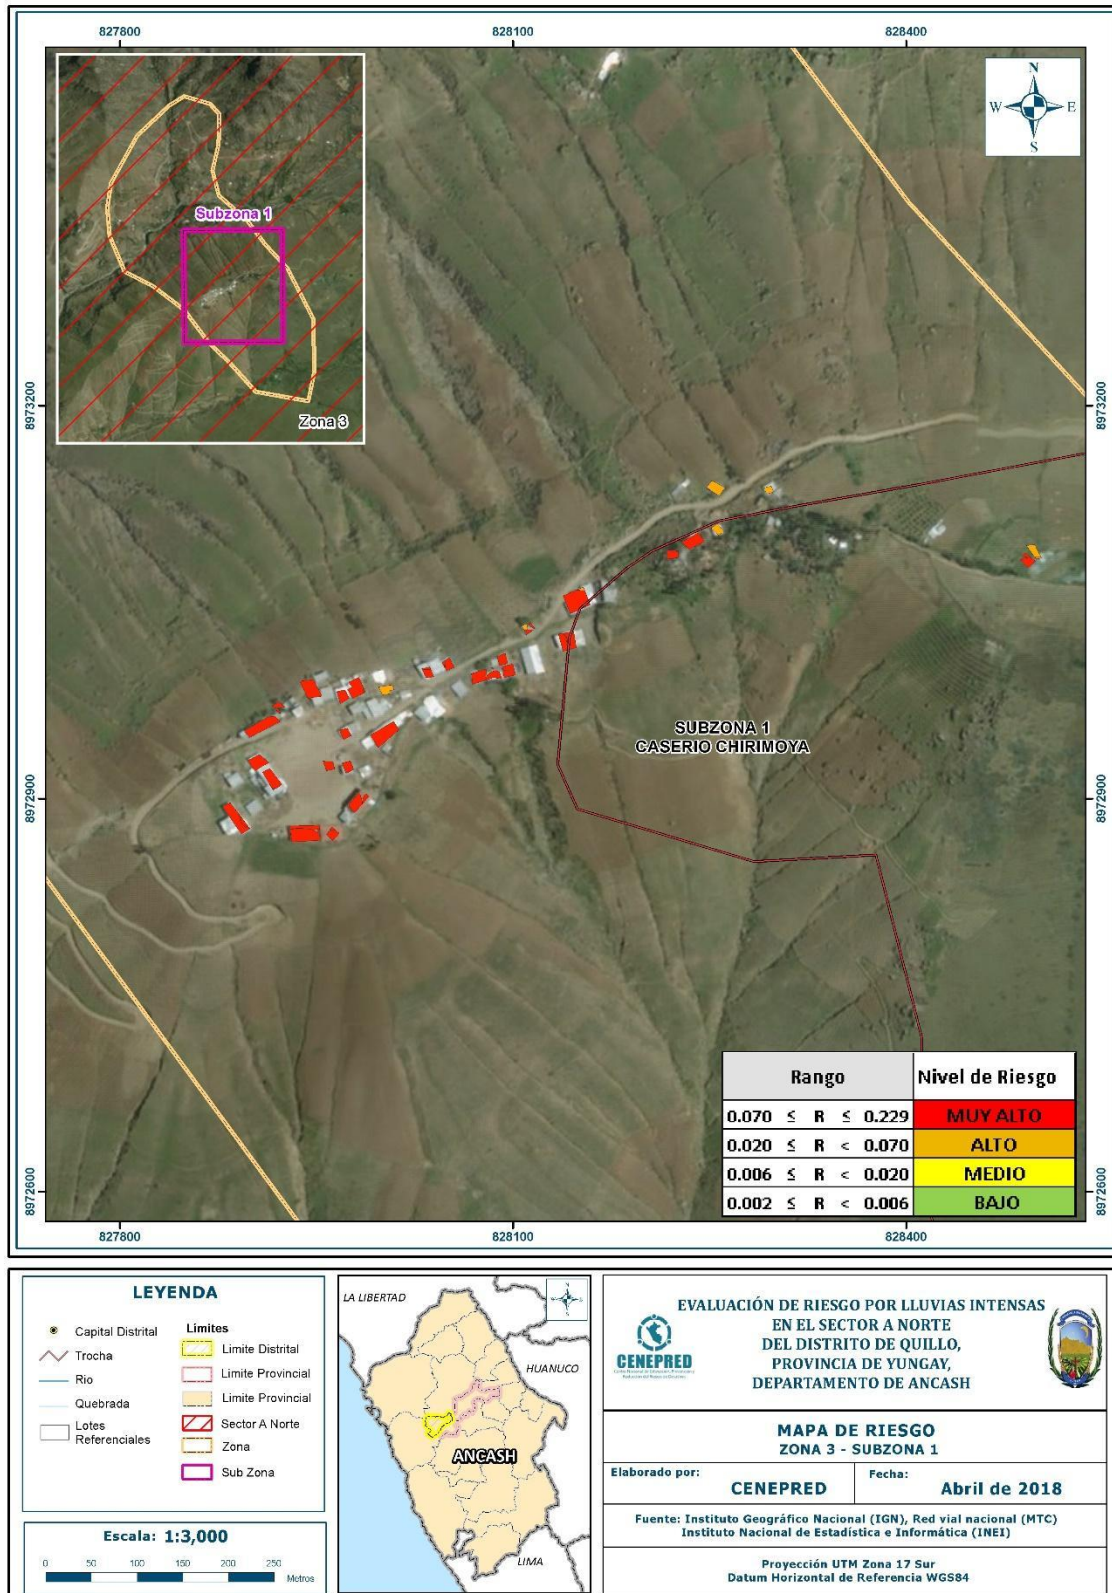 827800
828100
828400
N
W
E
S
Subzona 1
Zona 3
8973200
8973200
SUBZONA 1
CASERIO CHIRIMOYA
8972900
8972900
Rango
Nivel de Riesgo
0.070 ≤ R ≤ 0.229 MUY ALTO
0.020 ≤ R < 0.070 ALTO
0.006 ≤ R < 0.020 MEDIO
0.002 ≤ R < 0.006 BAJO
8972600
8972600
827800
828100
828400
LEYENDA
Capital Distrital
Trocha
Rio
Quebrada
Lotes
Referenciales
Limites
Limite Distrital
Limite Provincial
Limite Provincial
Sector A Norte
Zona
Sub Zona
Escala: 1:3,000
0 50 100 150 200 250
Metros
LA LIBERTAD
HUANUCO
ANCASH
LIMA
CENEPRED
EVALUACIÓN DE RIESGO POR LLUVIAS INTENSAS
EN EL SECTOR A NORTE
DEL DISTRITO DE QUILLO,
PROVINCIA DE YUNGAY,
DEPARTAMENTO DE ANCASH
MAPA DE RIESGO
ZONA 3 - SUBZONA 1
Elaborado por:
CENEPRED
Fecha:
Abril de 2018
Fuente: Instituto Geográfico Nacional (IGN), Red vial nacional (MTC)
Instituto Nacional de Estadística e Informática (INEI)
Proyección UTM Zona 17 Sur
Datum Horizontal de Referencia WGS84